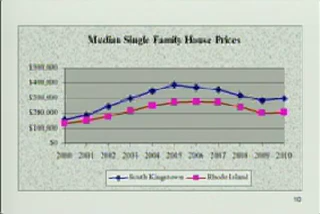 Median Single Family House Prices
$500,000
$400,000
$300,000
$200,000
$100,000
$0
2000 2001 2002 2003 2004 2005 2006 2007 2008 2009 2010
South Kingstown Rhode Island
10